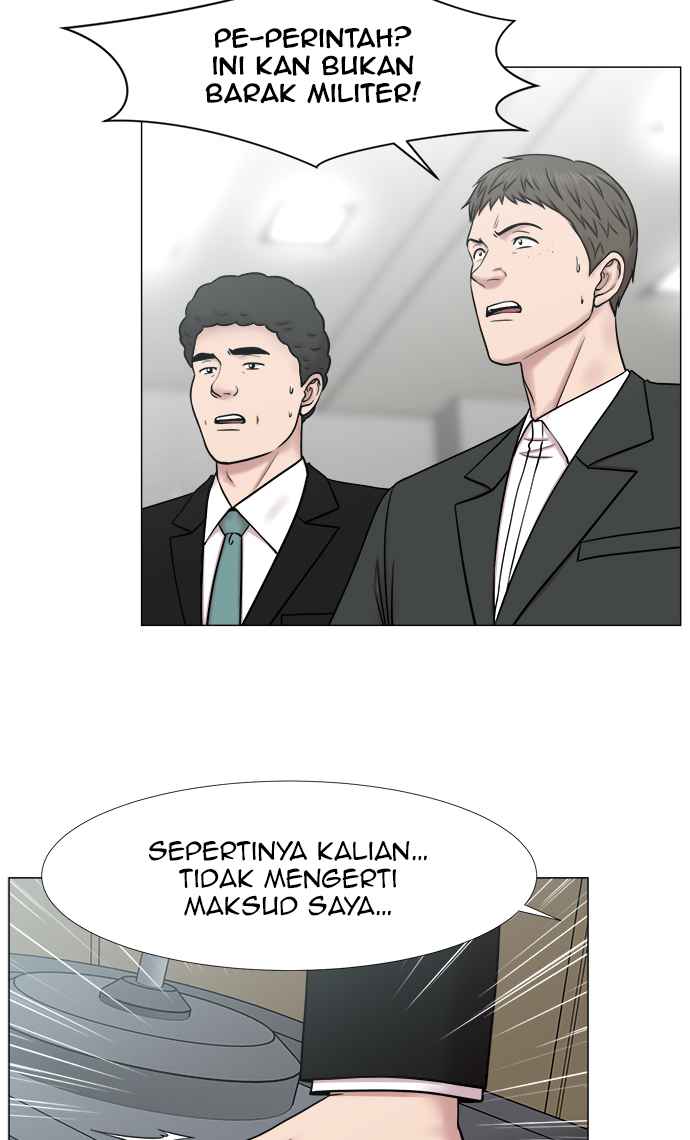 PE-PERINTAH?
INI KAN BUKAN
BARAK MILITER!
SEPERTINYA KALIAN...
TIDAK MENGERTI
MAKSUD SAYA...